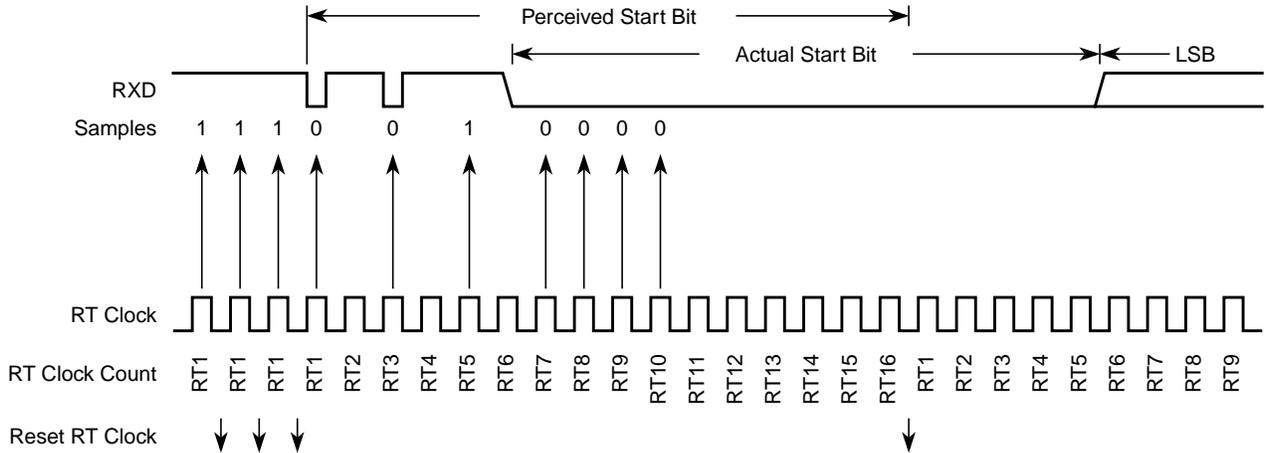 Perceived Start Bit
Actual Start Bit
LSB
RXD
Samples 1 1 1 0 0 1 0 0 0 0
RT Clock
RT Clock Count RT1 RT1 RT1 RT1 RT2 RT3 RT4 RT5 RT6 RT7 RT8 RT9 RT10 RT11 RT12 RT13 RT14 RT15 RT16 RT1 RT2 RT3 RT4 RT5 RT6 RT7 RT8 RT9
Reset RT Clock